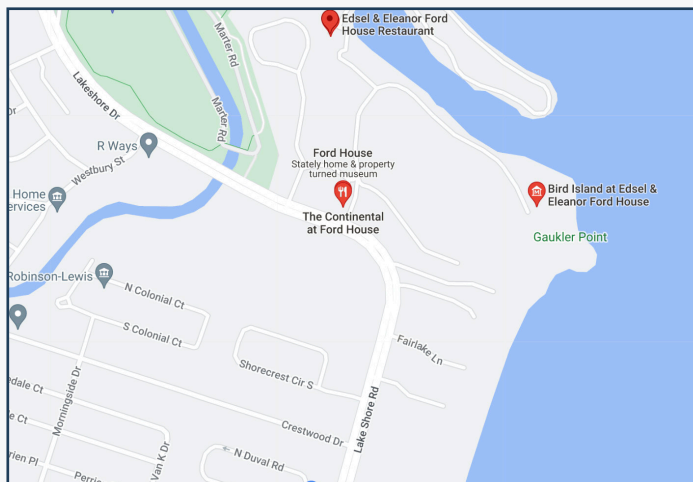 Edsel & Eleanor Ford
House Restaurant
Marter Rd
Lakeshore Dr
Marter Rd
R Ways
Westbury St
Ford House
Stately home & property
turned museum
Home
The Continental
at Ford House
Bird Island at Edsel &
Eleanor Ford House
Gaukler Point
Robinson-Lewis
N Colonial Ct
S Colonial Ct
Fairlake Ln
Shorecrest Cir S
Morningside Dr
Lake Shore Rd
Crestwood Dr
Van K Dr
N Duval Rd